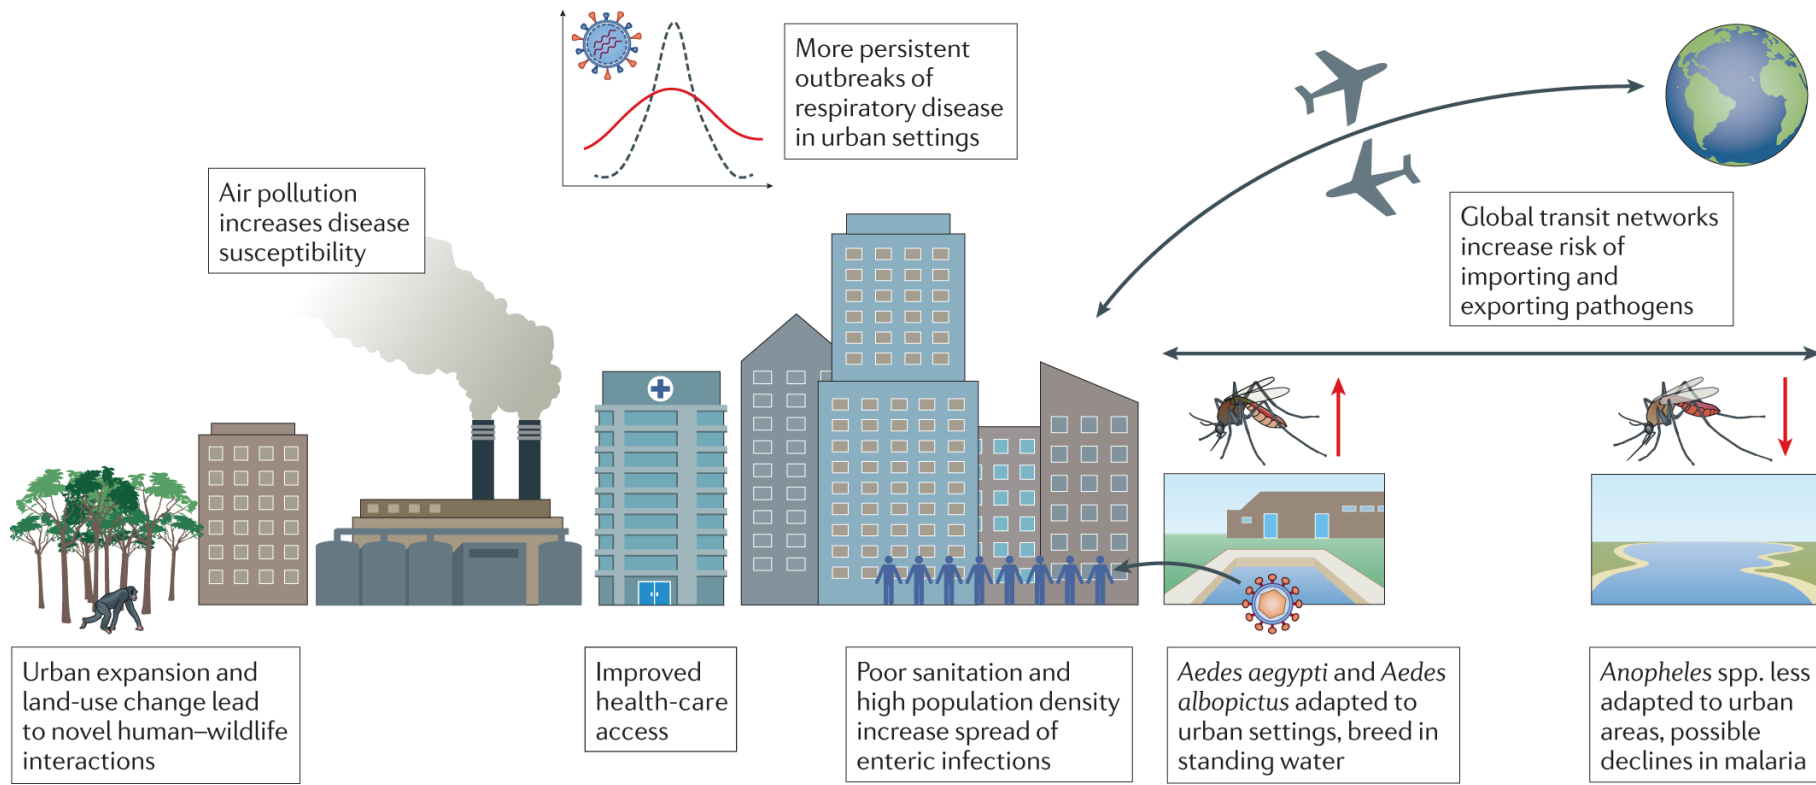 More persistent
outbreaks of
respiratory disease
in urban settings
Air pollution
increases disease
susceptibility
Global transit networks
increase risk of
importing and
exporting pathogens
Urban expansion and
land-use change lead
to novel human–wildlife
interactions
Improved
health-care
access
Poor sanitation and
high population density
increase spread of
enteric infections
Aedes aegypti and Aedes
albopictus adapted to
urban settings, breed in
standing water
Anopheles spp. less
adapted to urban
areas, possible
declines in malaria